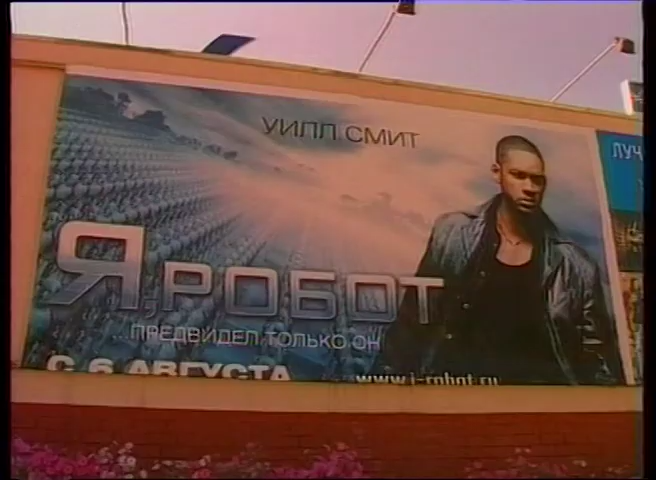 УИЛЛ СМИТ
Я, РОБОТ
ПРЕДВИДЕЛ ТОЛЬКО ОН
С 6 АВГУСТА
www.i-robot.ru